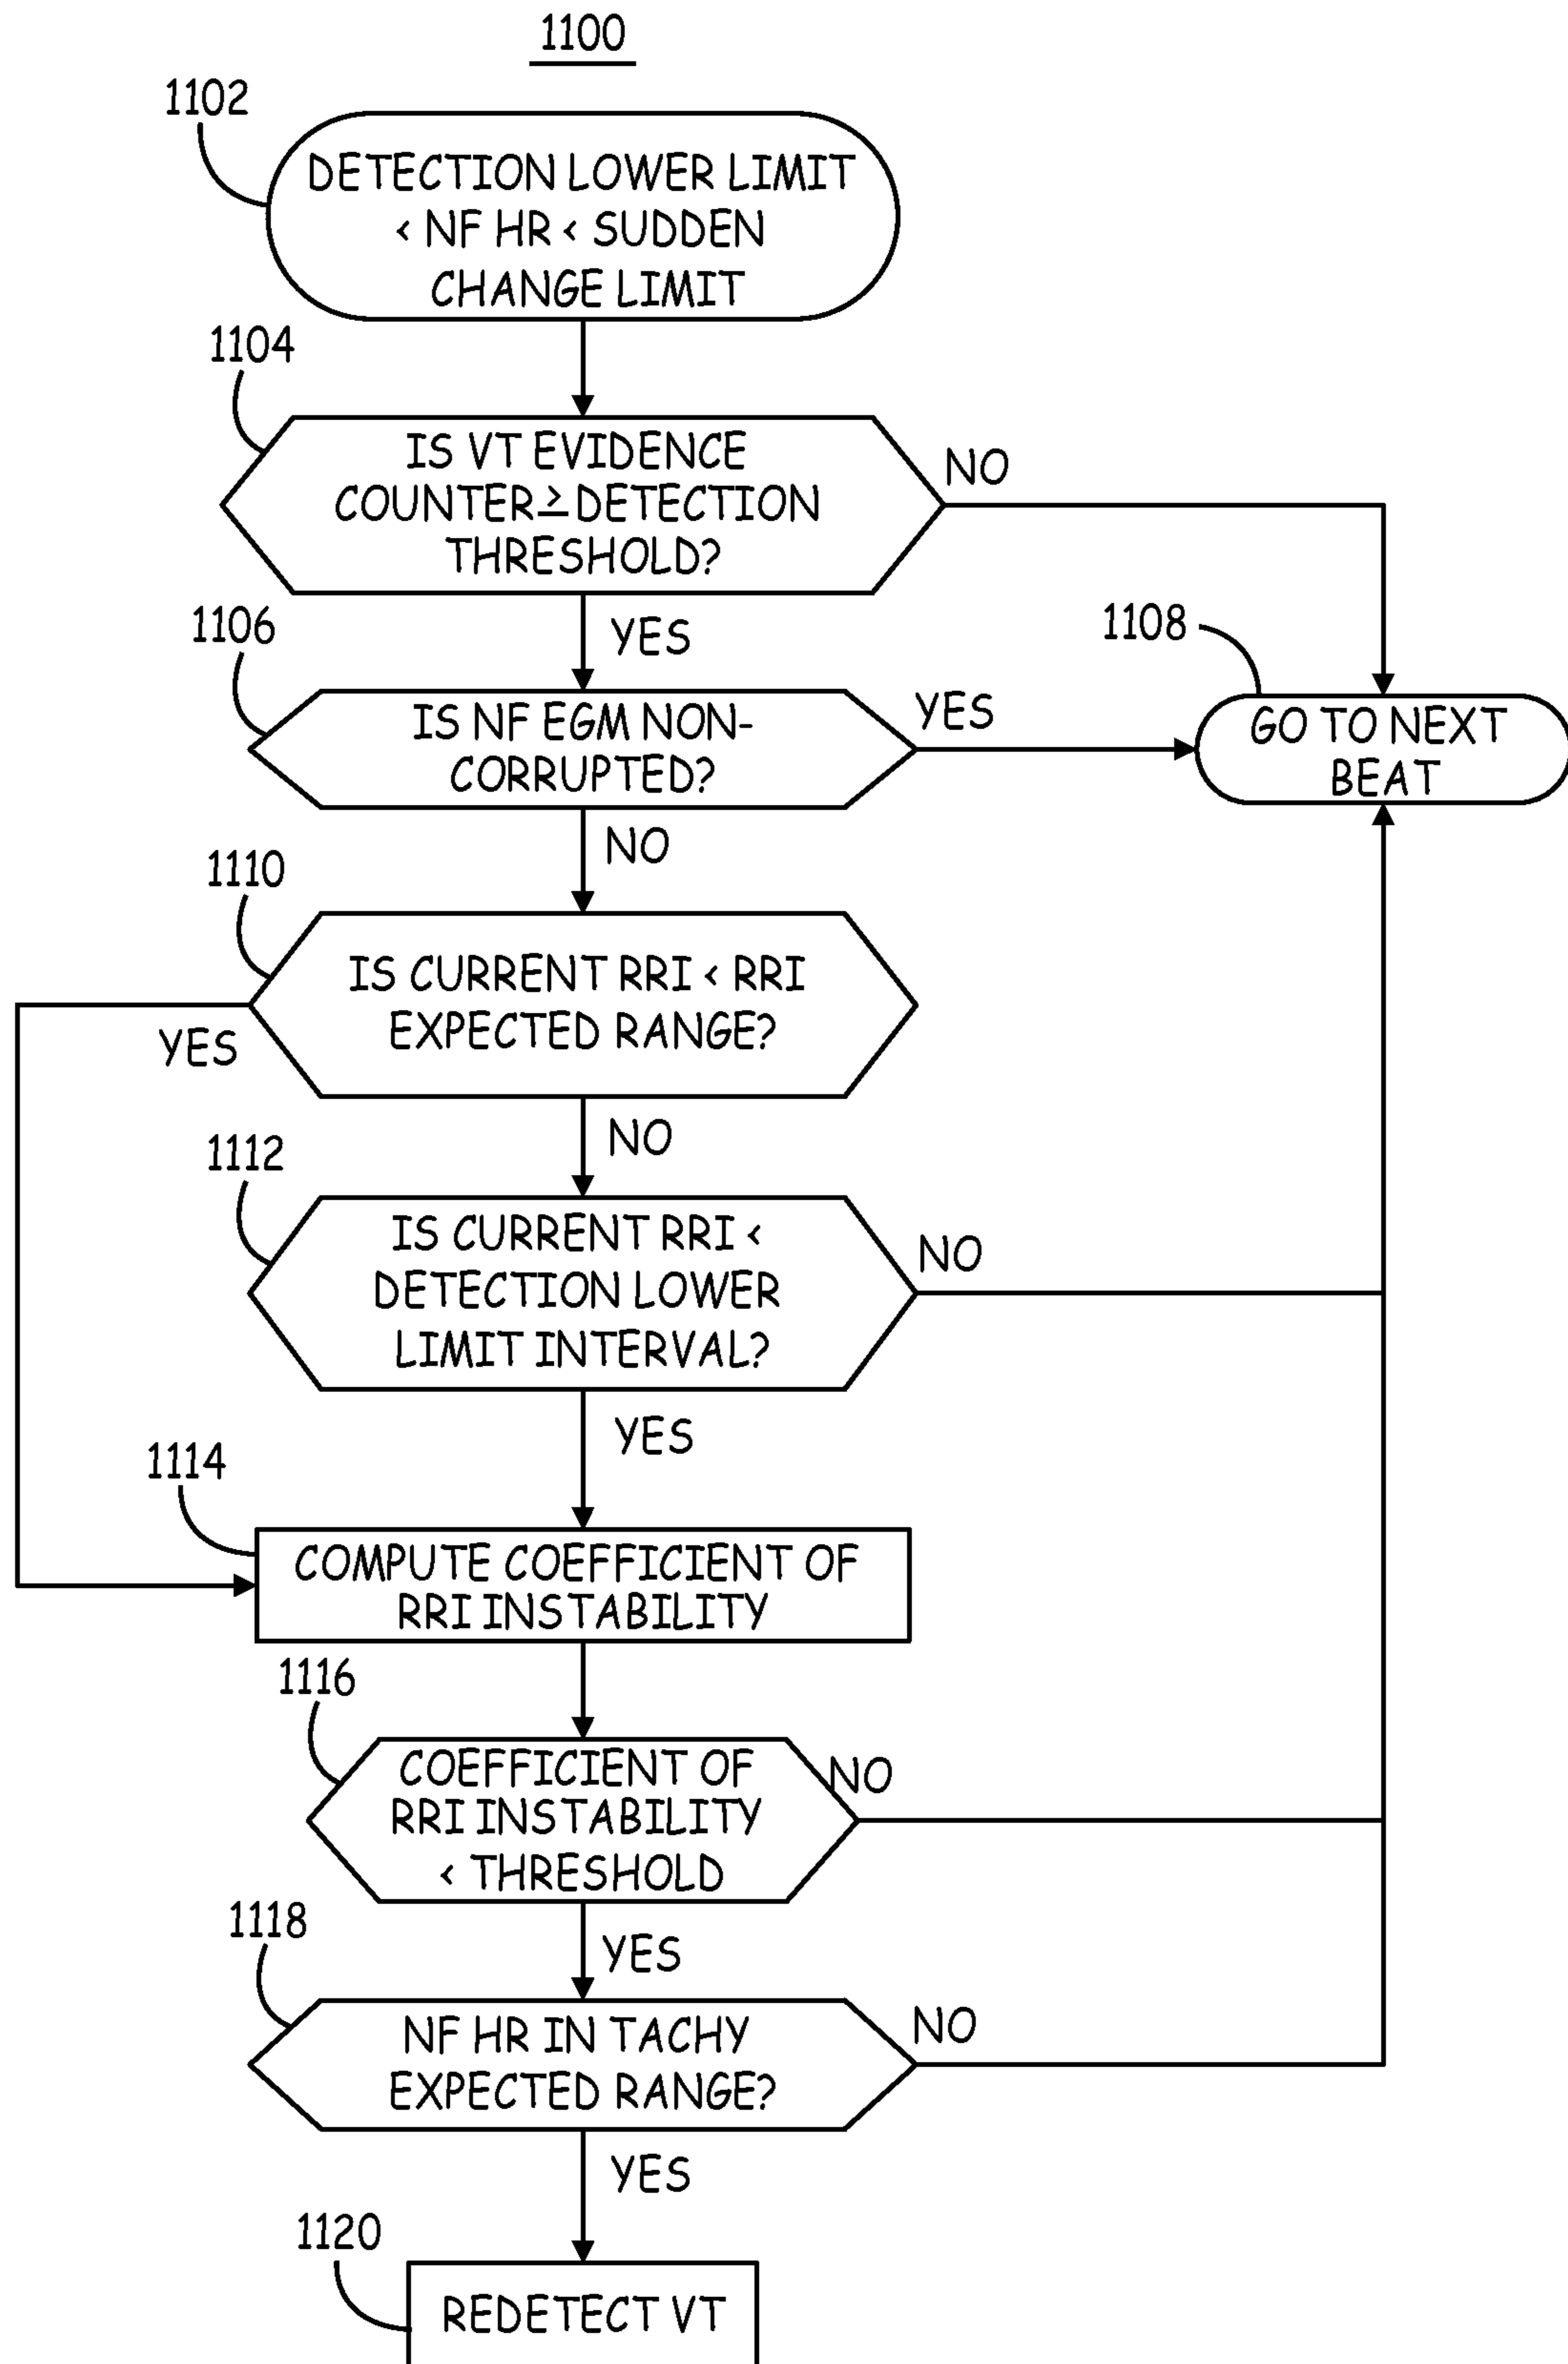 1100
1102
DETECTION LOWER LIMIT
< NF HR < SUDDEN
CHANGE LIMIT
1104
IS VT EVIDENCE
COUNTER ≥ DETECTION
THRESHOLD?
NO
YES
1106
IS NF EGM NON-
CORRUPTED?
YES
1108
GO TO NEXT
BEAT
NO
1110
IS CURRENT RRI < RRI
EXPECTED RANGE?
YES
NO
1112
IS CURRENT RRI <
DETECTION LOWER
LIMIT INTERVAL?
NO
YES
1114
COMPUTE COEFFICIENT OF
RRI INSTABILITY
1116
COEFFICIENT OF
RRI INSTABILITY
< THRESHOLD
NO
YES
1118
NF HR IN TACHY
EXPECTED RANGE?
NO
YES
1120
REDETECT VT